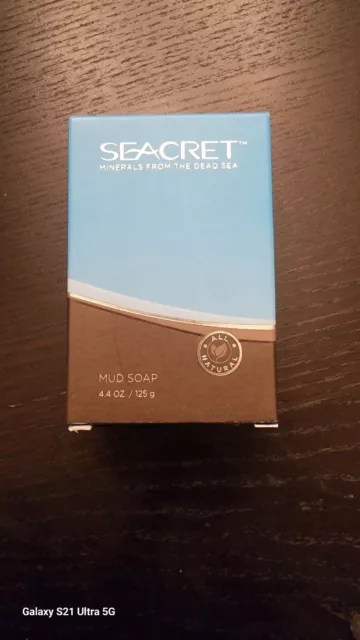 SEACRET™
MINERALS FROM THE DEAD SEA
ALL
NATURAL
MUD SOAP
4.4 OZ / 125 g
Galaxy S21 Ultra 5G